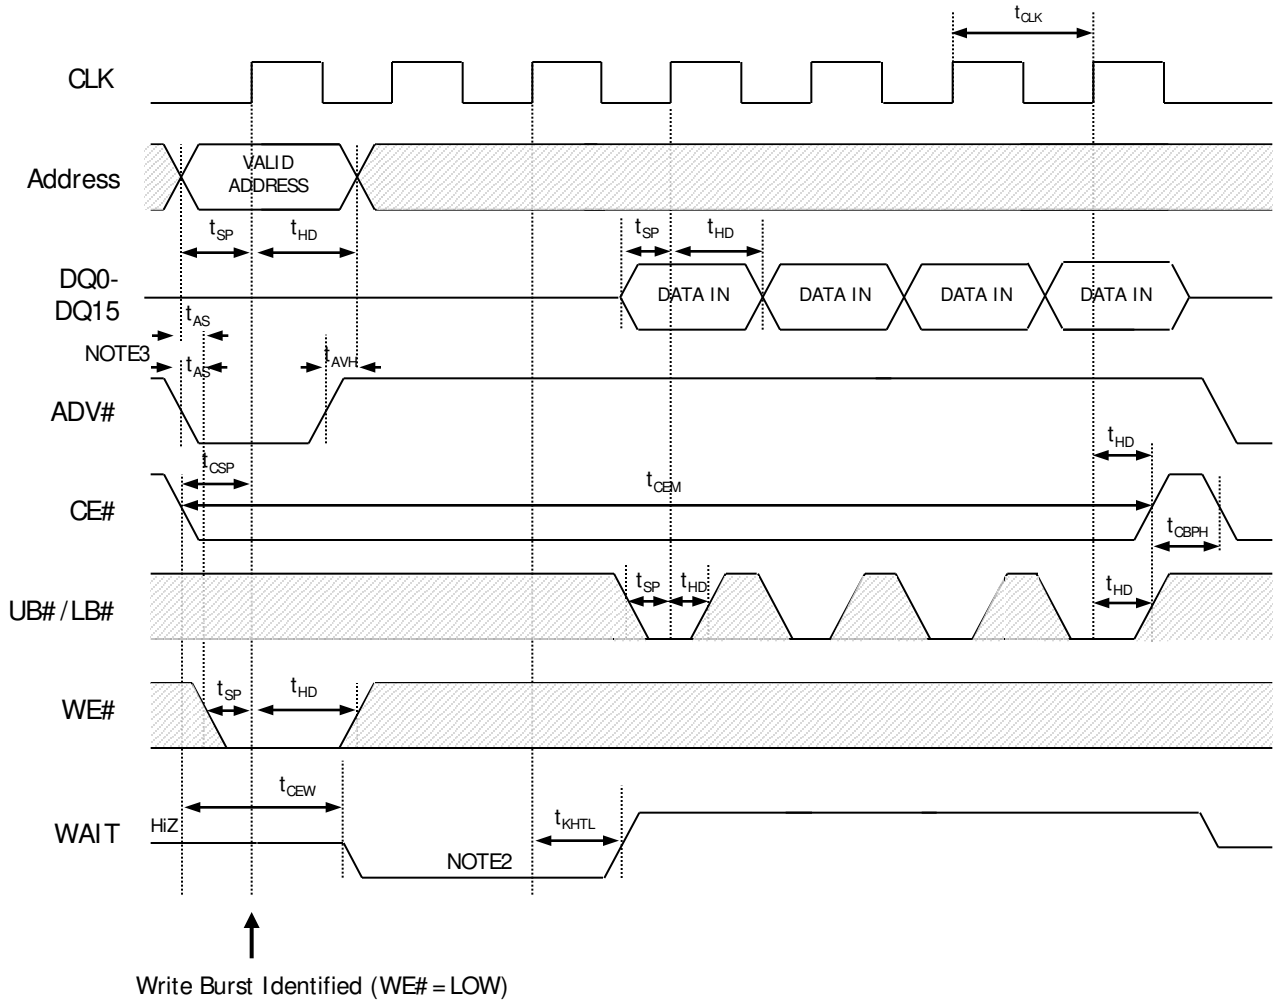 tCLK
CLK
VALID
ADDRESS
Address
tSP
tHD
tSP
tHD
DQ0-
DQ15
DATA IN
DATA IN
DATA IN
DATA IN
tAS
NOTE3
tAS
tAVH
ADV#
tHD
tCSP
tCEM
CE#
tCBPH
tSP
tHD
tHD
UB# / LB#
tSP
tHD
WE#
tCEW
HiZ
tKHTL
WAIT
NOTE2
Write Burst Identified (WE# = LOW)